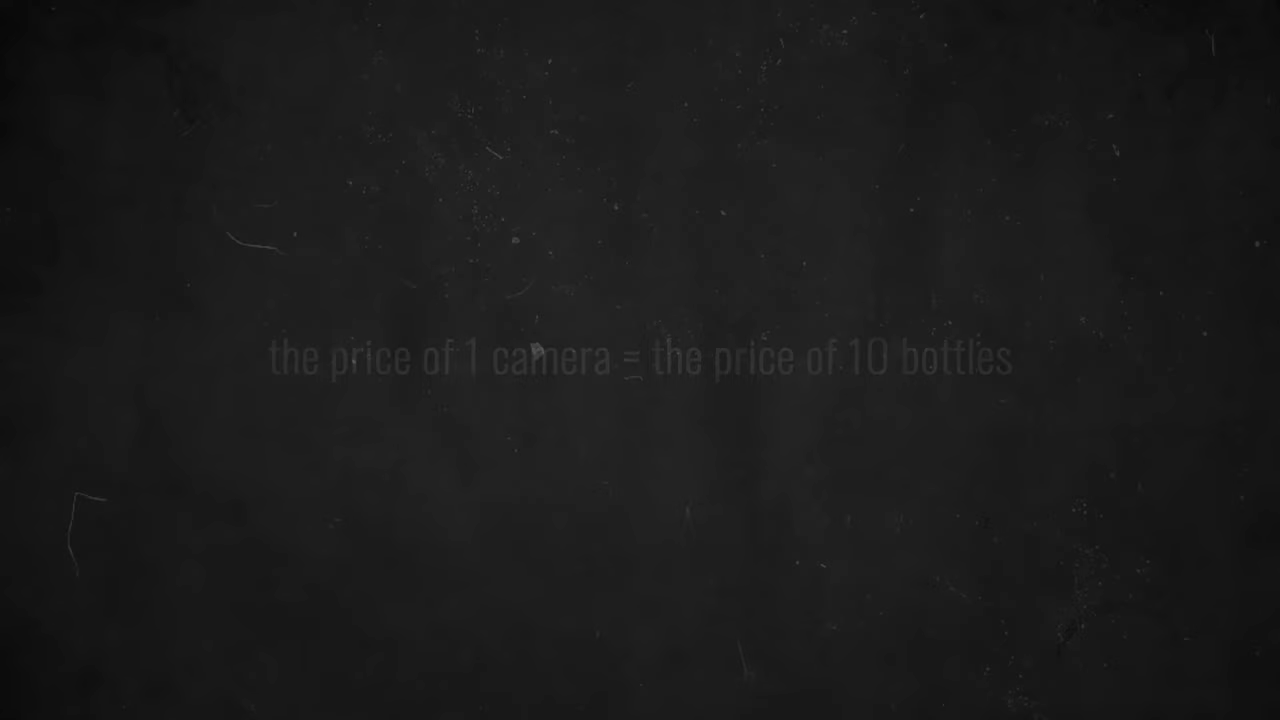 the price of 1 camera = the price of 10 bottles